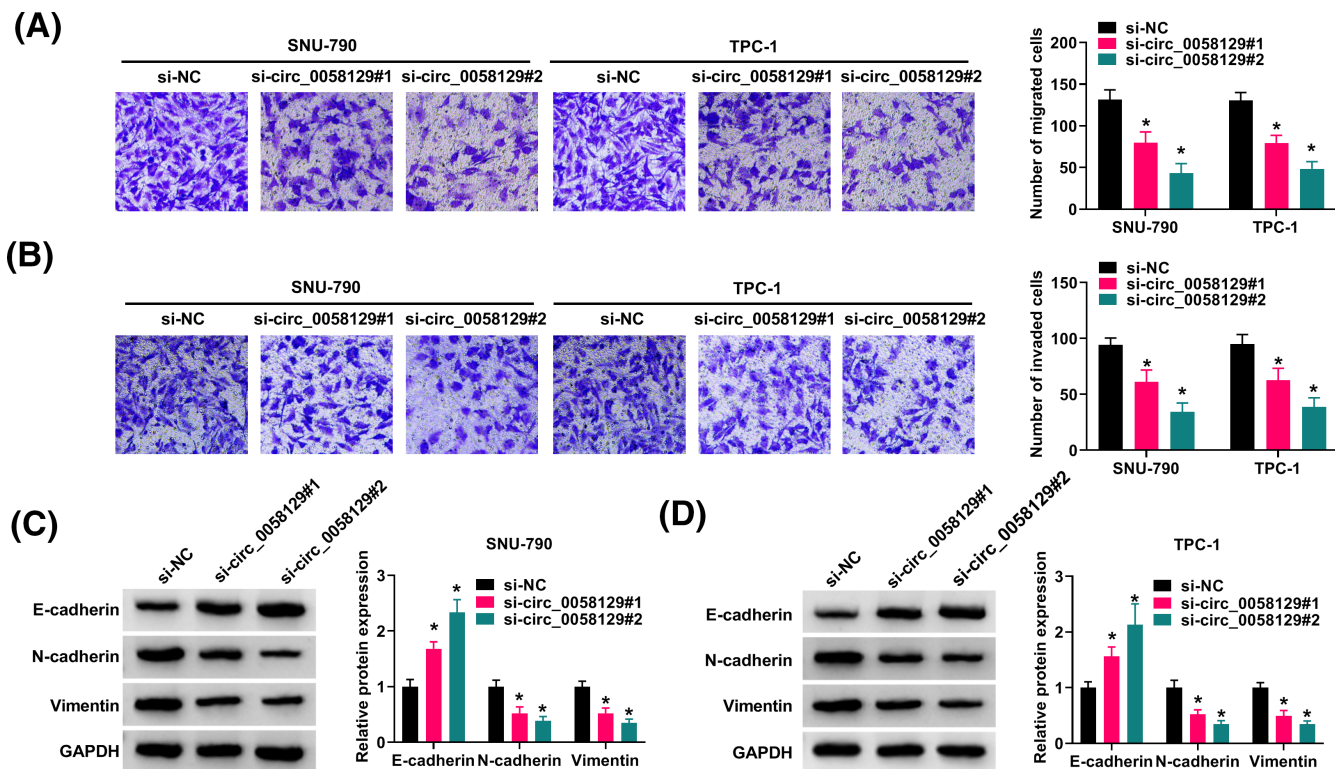 (A)
SNU-790
TPC-1
si-NC
si-circ_0058129#1
si-circ_0058129#2
si-NC
si-circ_0058129#1
si-circ_0058129#2
si-NC
si-circ_0058129#1
si-circ_0058129#2
Number of migrated cells
200
150
100
50
0
*
*
*
*
SNU-790
TPC-1
(B)
SNU-790
TPC-1
si-NC
si-circ_0058129#1
si-circ_0058129#2
si-NC
si-circ_0058129#1
si-circ_0058129#2
si-NC
si-circ_0058129#1
si-circ_0058129#2
Number of invaded cells
150
100
50
0
*
*
*
*
SNU-790
TPC-1
(C)
si-NC
si-circ_0058129#1
si-circ_0058129#2
E-cadherin
N-cadherin
Vimentin
GAPDH
SNU-790
si-NC
si-circ_0058129#1
si-circ_0058129#2
Relative protein expression
3
2
1
0
*
*
*
*
*
*
E-cadherin
N-cadherin
Vimentin
(D)
si-NC
si-circ_0058129#1
si-circ_0058129#2
E-cadherin
N-cadherin
Vimentin
GAPDH
TPC-1
si-NC
si-circ_0058129#1
si-circ_0058129#2
Relative protein expression
3
2
1
0
*
*
*
*
*
*
E-cadherin
N-cadherin
Vimentin